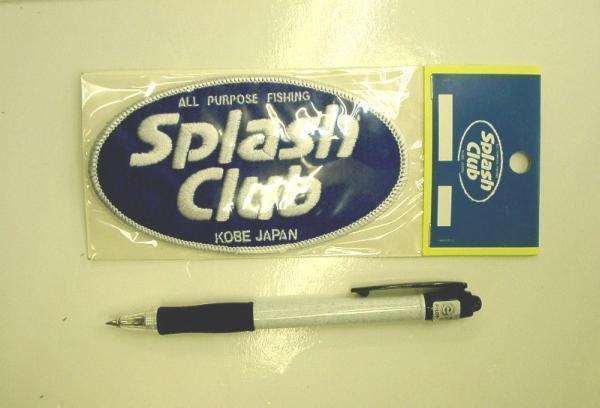 ALL PURPOSE FISHING
Splash
Club
KOBE JAPAN
Splash
Club